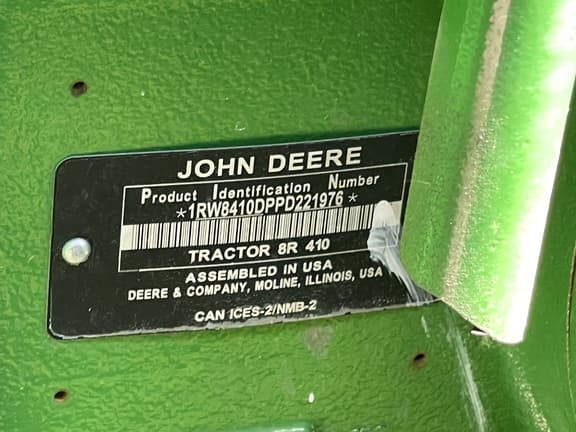 JOHN DEERE
Product Identification Number
*1RW8410DPPD221976*
TRACTOR 8R 410
ASSEMBLED IN USA
DEERE & COMPANY, MOLINE, ILLINOIS, USA
CAN ICES-2/NMB-2